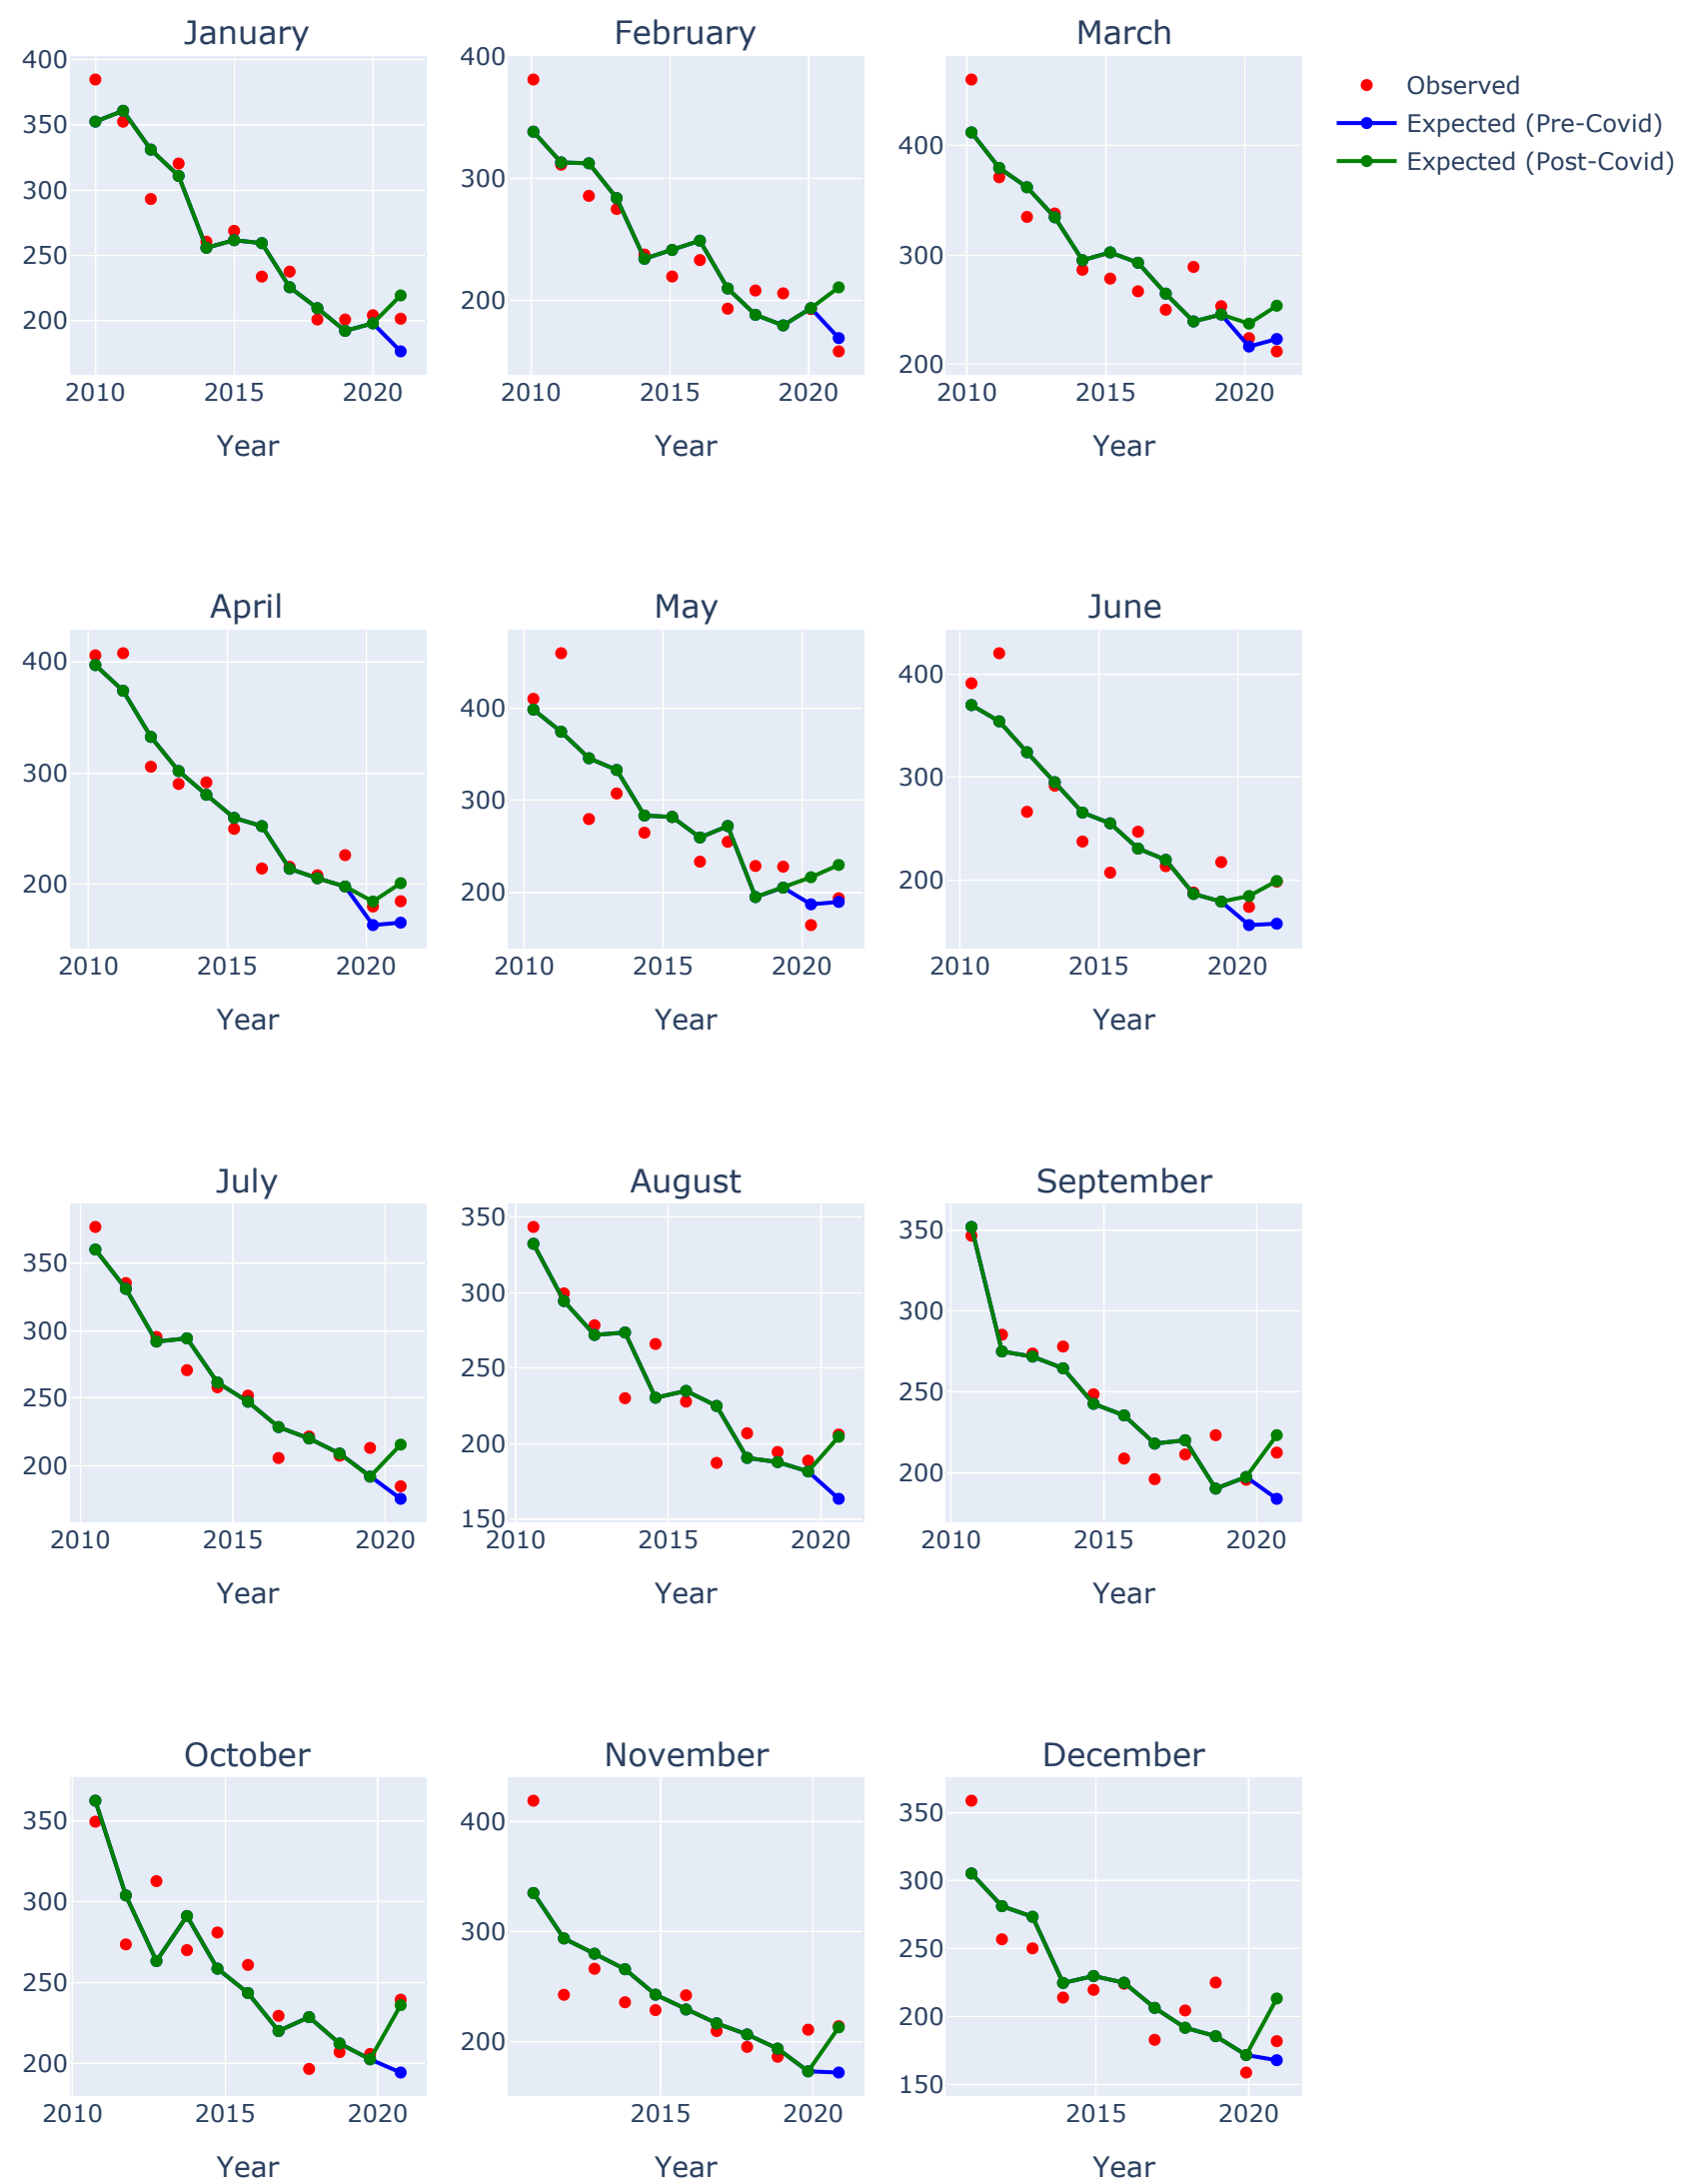 January
February
March
Observed
Expected (Pre-Covid)
Expected (Post-Covid)
400
350
300
250
200
2010
2015
2020
Year
400
300
200
2010
2015
2020
Year
400
300
200
2010
2015
2020
Year
April
May
June
400
300
200
2010
2015
2020
Year
400
300
200
2010
2015
2020
Year
400
300
200
2010
2015
2020
Year
July
August
September
350
300
250
200
2010
2015
2020
Year
350
300
250
200
150
2010
2015
2020
Year
350
300
250
200
2010
2015
2020
Year
October
November
December
350
300
250
200
2010
2015
2020
Year
400
300
200
2015
2020
Year
350
300
250
200
150
2015
2020
Year